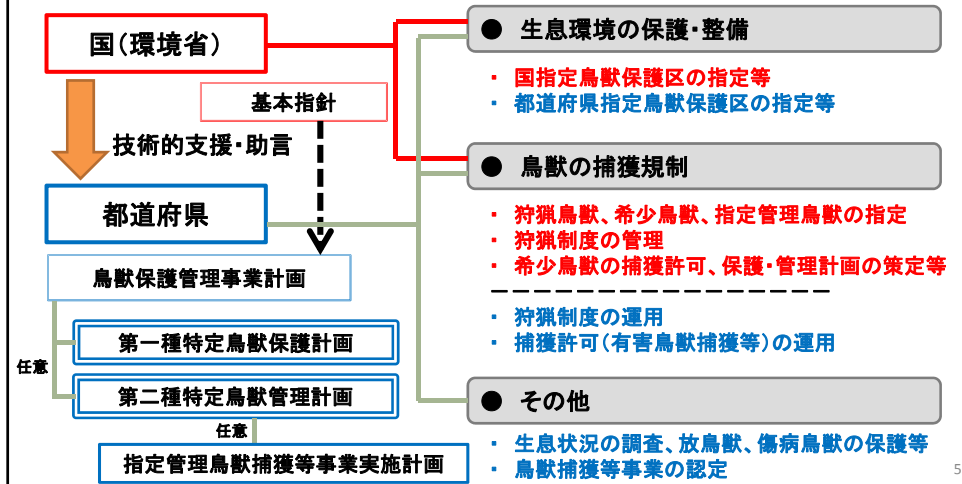 国(環境省)
基本指針
技術的支援・助言
都道府県
鳥獣保護管理事業計画
任意
第一種特定鳥獣保護計画
第二種特定鳥獣管理計画
任意
指定管理鳥獣捕獲等事業実施計画
● 生息環境の保護・整備
・ 国指定鳥獣保護区の指定等
・ 都道府県指定鳥獣保護区の指定等
● 鳥獣の捕獲規制
・ 狩猟鳥獣、希少鳥獣、指定管理鳥獣の指定
・ 狩猟制度の管理
・ 希少鳥獣の捕獲許可、保護・管理計画の策定等
・ 狩猟制度の運用
・ 捕獲許可(有害鳥獣捕獲等)の運用
● その他
・ 生息状況の調査、放鳥獣、傷病鳥獣の保護等
・ 鳥獣捕獲等事業の認定
5